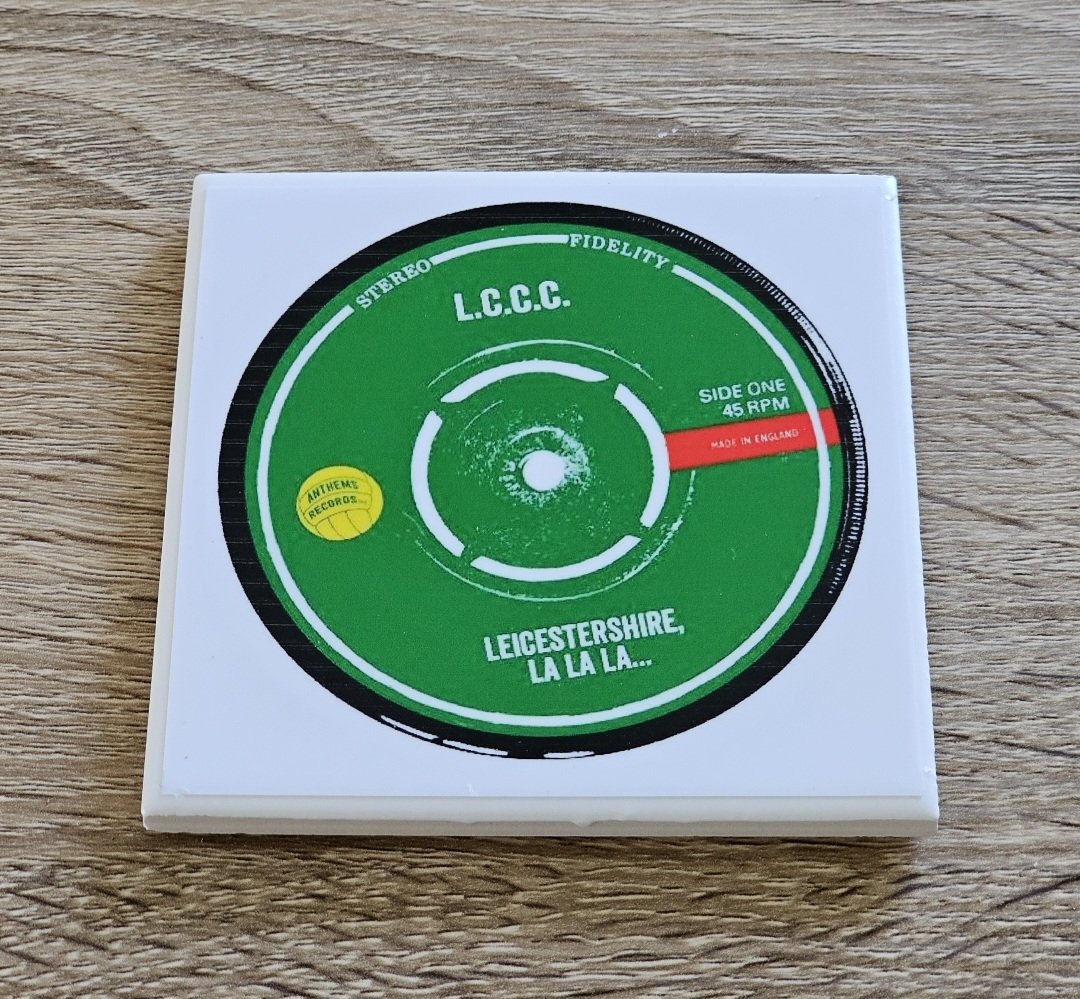 STEREO FIDELITY
L.C.C.C.
SIDE ONE
45 RPM
MADE IN ENGLAND
ANTHEMS
RECORDS...
LEICESTERSHIRE,
LA LA LA...